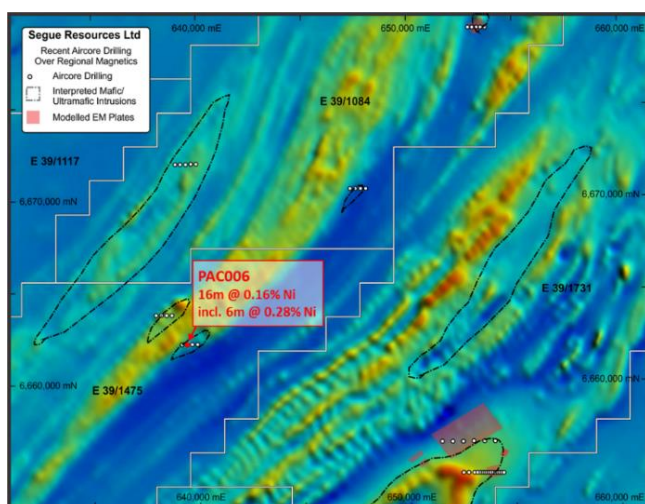 640,000 mE
650,000 mE
660,000 mE
Segue Resources Ltd
Recent Aircore Drilling
Over Regional Magnetics
Aircore Drilling
Interpreted Mafic/
Ultramafic Intrusions
Modelled EM Plates
E 39/1084
E 39/1117
6,670,000 mN
6,670,000 mN
PAC006
16m @ 0.16% Ni
incl. 6m @ 0.28% Ni
E 39/1731
6,660,000 mN
6,660,000 mN
E 39/1475
640,000 mE
650,000 mE
660,000 mE